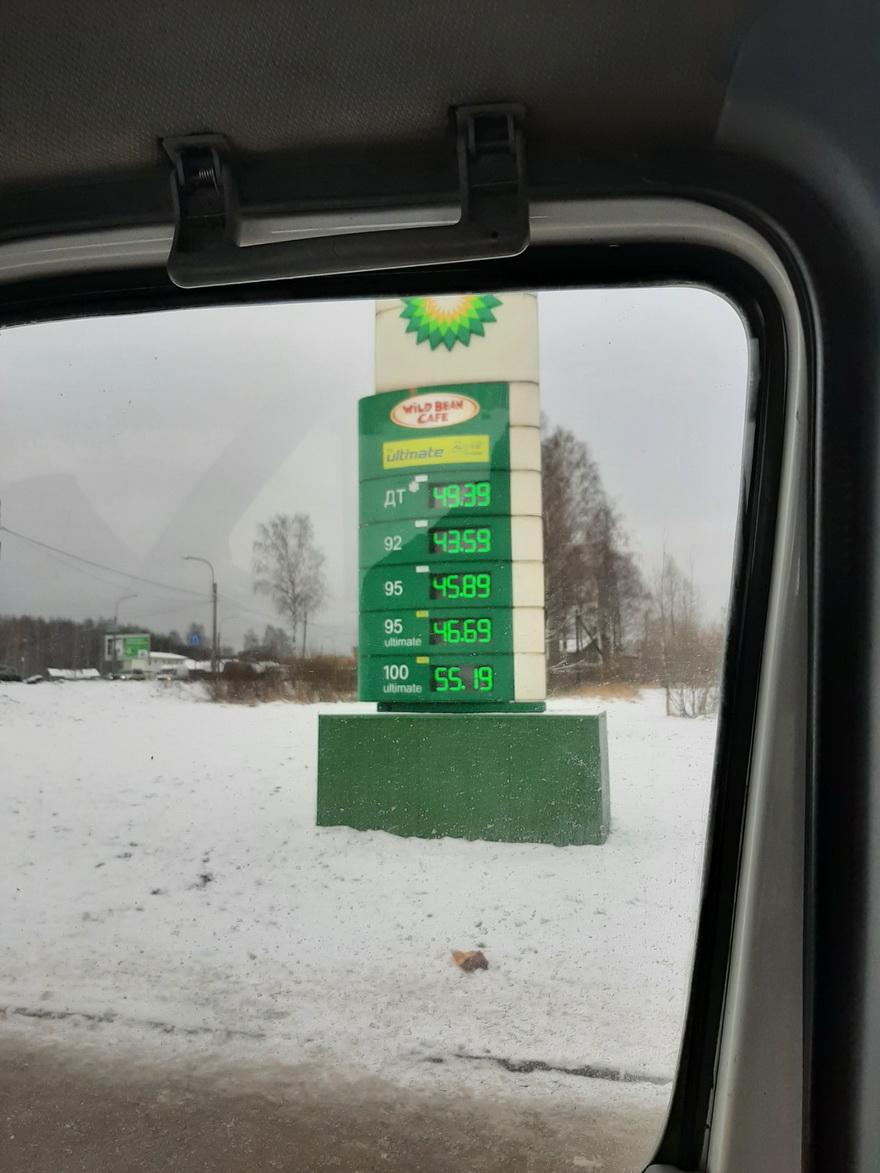 WILD BEAN
CAFE
ultimate
ДТ 49.39
92 43.59
95 45.89
95 46.69
ultimate
100 55.19
ultimate